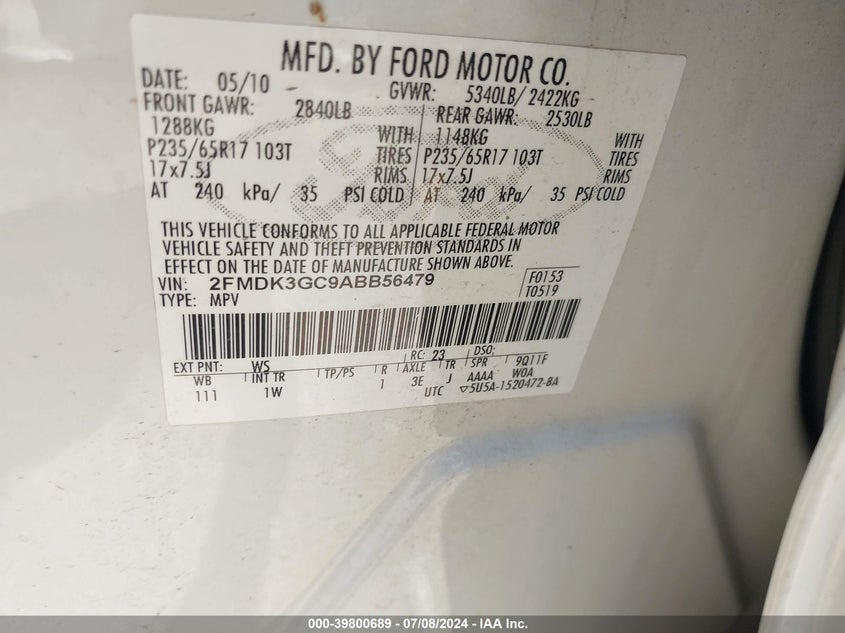 MFD. BY FORD MOTOR CO.
DATE: 05/10 GVWR: 5340LB/ 2422KG
FRONT GAWR: 2840LB REAR GAWR: 2530LB
1288KG WITH 1148KG WITH
P235/65R17 103T TIRES P235/65R17 103T TIRES
17x7.5J RIMS 17x7.5J RIMS
AT 240 kPa/ 35 PSI COLD AT 240 kPa/ 35 PSI COLD
THIS VEHICLE CONFORMS TO ALL APPLICABLE FEDERAL MOTOR
VEHICLE SAFETY AND THEFT PREVENTION STANDARDS IN
EFFECT ON THE DATE OF MANUFACTURE SHOWN ABOVE.
VIN: 2FMDK3GC9ABB56479 F0153
TYPE: MPV T0519
EXT PNT: WS RC: 23 DSO:
WB INT TR TP/PS R AXLE TR SPR 9Q11F
111 1W 1 3E J AAAA W0A
UTC ▽5U5A-1520472-BA
000-39800689 - 07/08/2024 - IAA Inc.